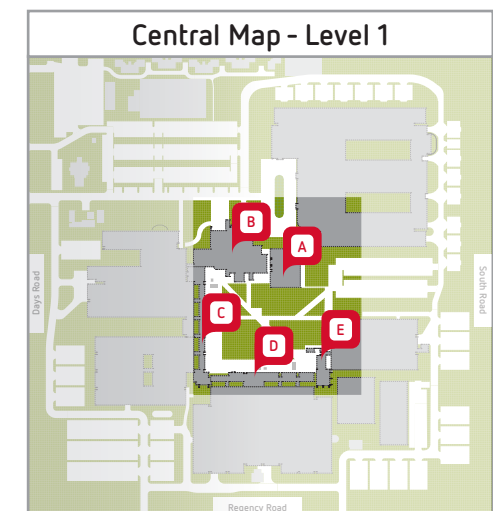 Central Map - Level 1
B
A
Days Road
South Road
C
E
D
Regency Road